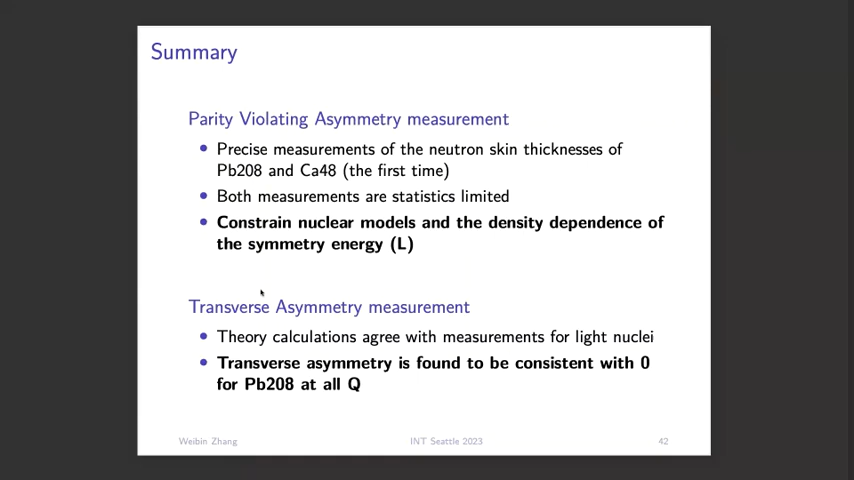 Summary
Parity Violating Asymmetry measurement
Precise measurements of the neutron skin thicknesses of
Pb208 and Ca48 (the first time)
Both measurements are statistics limited
Constrain nuclear models and the density dependence of
the symmetry energy (L)
Transverse Asymmetry measurement
Theory calculations agree with measurements for light nuclei
Transverse asymmetry is found to be consistent with 0
for Pb208 at all Q
Weibin Zhang INT Seattle 2023 42